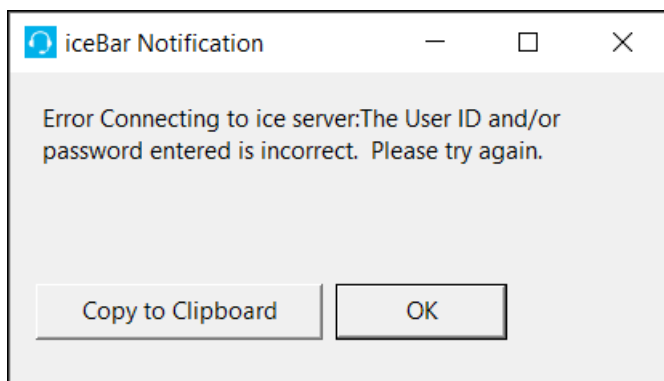 iceBar Notification
Error Connecting to ice server:The User ID and/or
password entered is incorrect.  Please try again.
Copy to Clipboard
OK